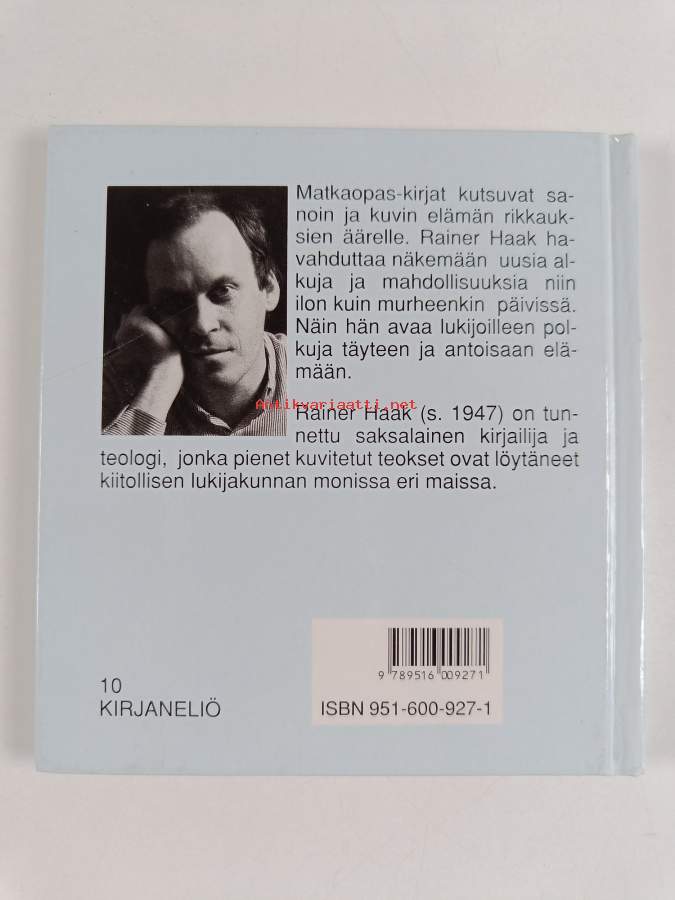 Matkaopas-kirjat kutsuvat sa-
noin ja kuvin elämän rikkauk-
sien äärelle. Rainer Haak ha-
vahduttaa näkemään uusia al-
kuja ja mahdollisuuksia niin
ilon kuin murheenkin päivissä.
Näin hän avaa lukijoilleen pol-
kuja täyteen ja antoisaan elä-
mään.
Antikvariaatti.net
Rainer Haak (s. 1947) on tun-
nettu saksalainen kirjailija ja
teologi, jonka pienet kuvitetut teokset ovat löytäneet
kiitollisen lukijakunnan monissa eri maissa.
9 789516 009271
10
KIRJANELIÖ
ISBN 951-600-927-1